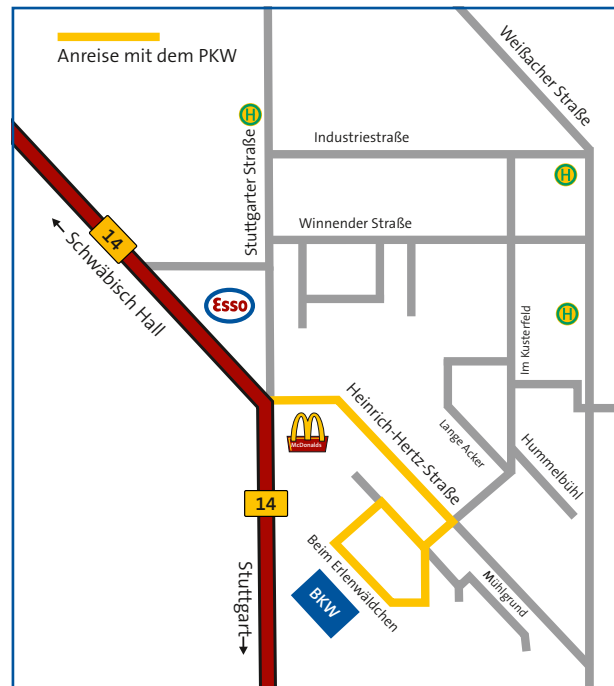 Anreise mit dem PKW
Weißacher Straße
H
Stuttgarter Straße
Industriestraße
H
Winnender Straße
14
Schwäbisch Hall
Esso
H
Im Kusterfeld
McDonalds
Heinrich-Hertz-Straße
Lange Acker
Hummelbühl
14
Stuttgart
BKW
Beim Erlenwäldchen
Mühlgrund